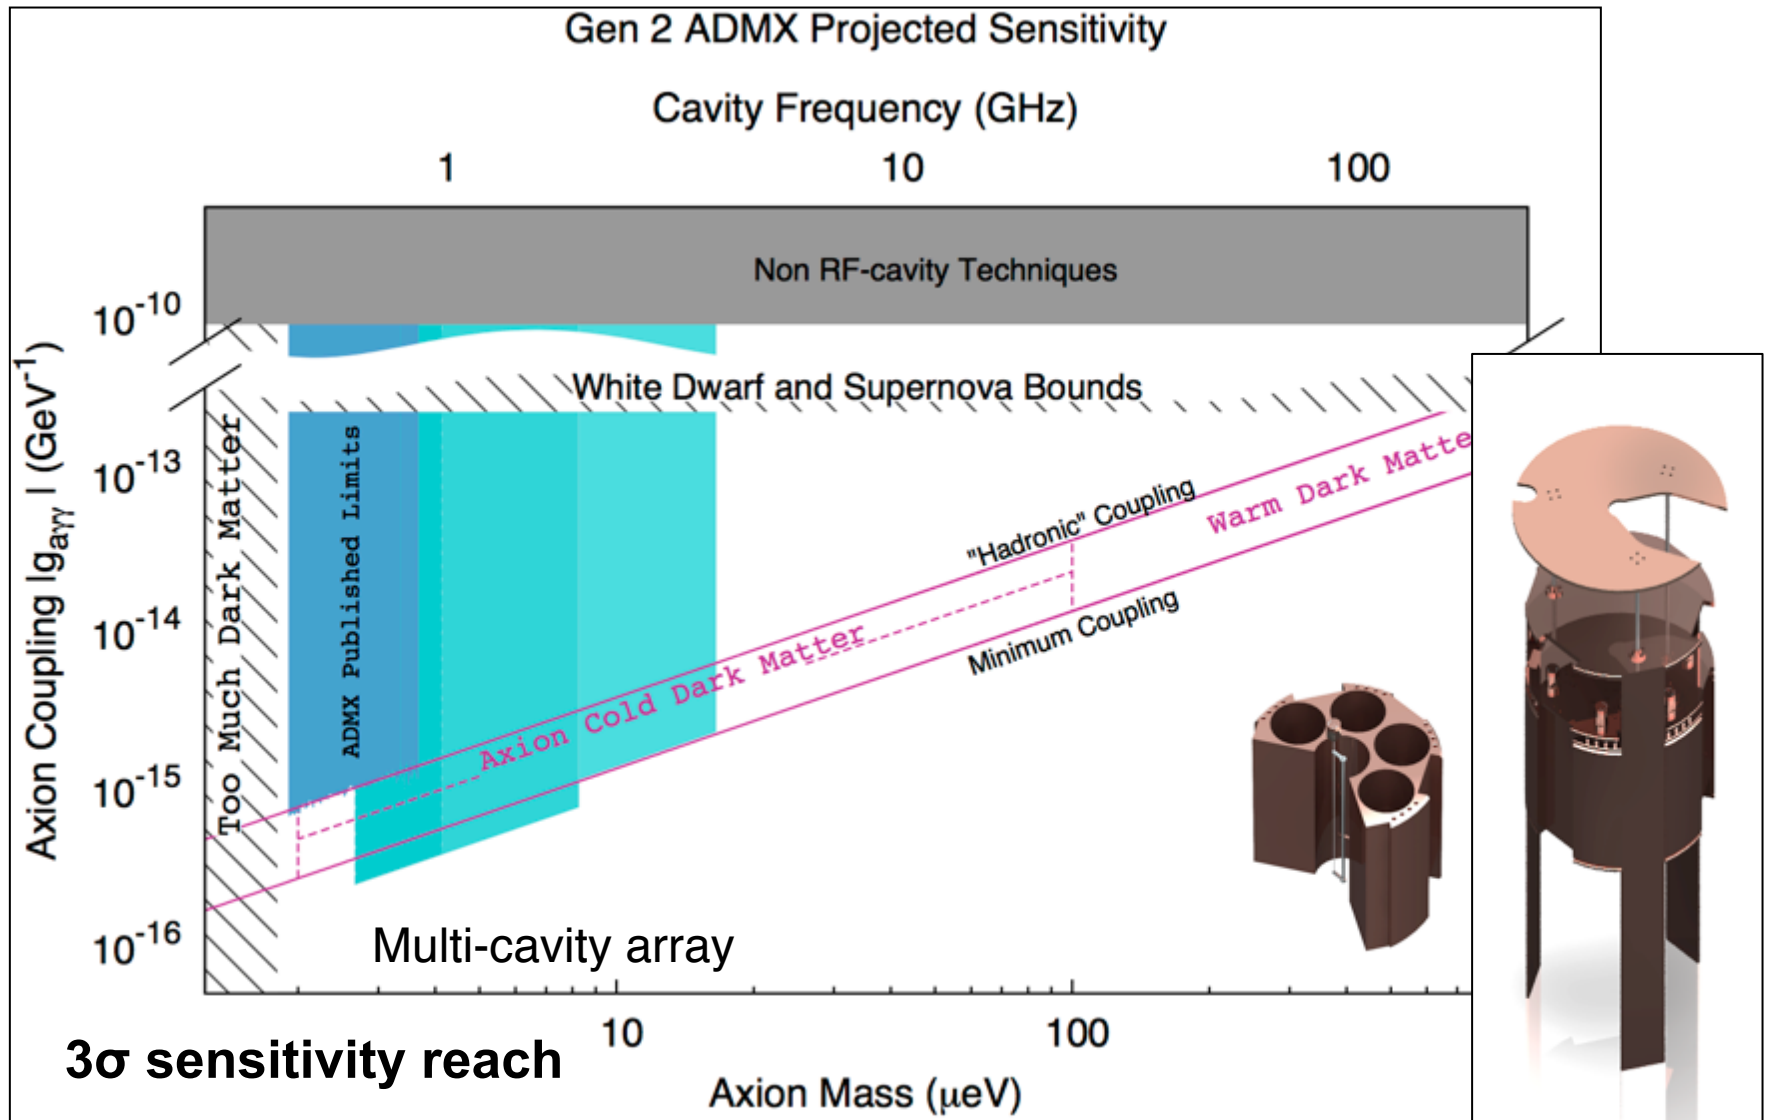 Gen 2 ADMX Projected Sensitivity
Cavity Frequency (GHz)
1
10
100
Non RF-cavity Techniques
10^-10
White Dwarf and Supernova Bounds
10^-13
10^-14
10^-15
10^-16
Axion Coupling |g_aγγ| (GeV^-1)
Too Much Dark Matter
ADMX Published Limits
Axion Cold Dark Matter
"Hadronic" Coupling
Minimum Coupling
Warm Dark Matte
Multi-cavity array
10
100
3σ sensitivity reach
Axion Mass (μeV)